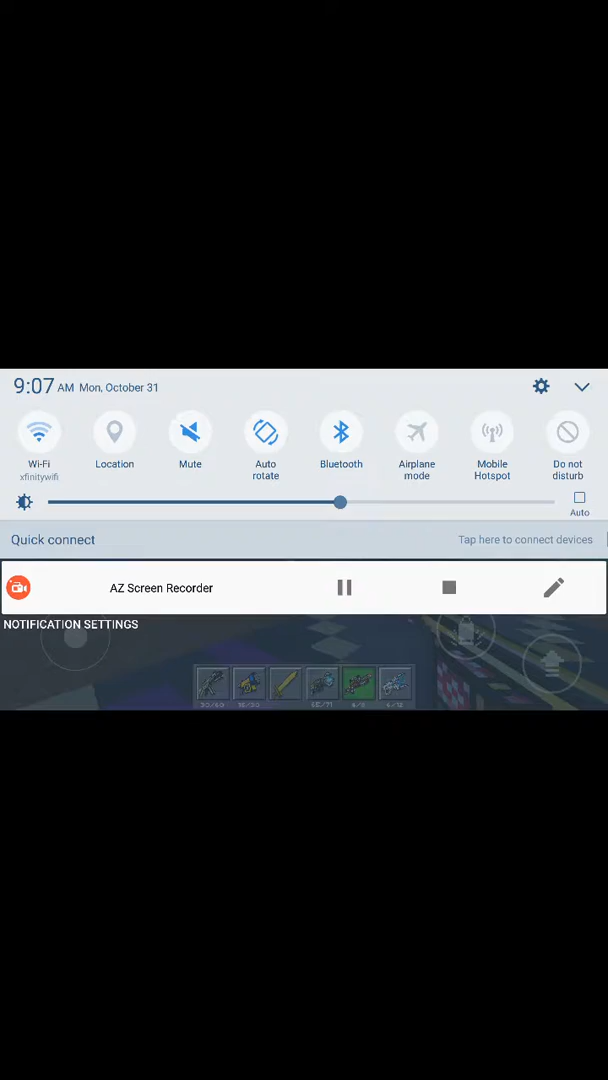 9:07 AM Mon, October 31
Wi-Fi
xfinitywifi
Location
Mute
Auto
rotate
Bluetooth
Airplane
mode
Mobile
Hotspot
Do not
disturb
Auto
Quick connect
Tap here to connect devices
AZ Screen Recorder
NOTIFICATION SETTINGS